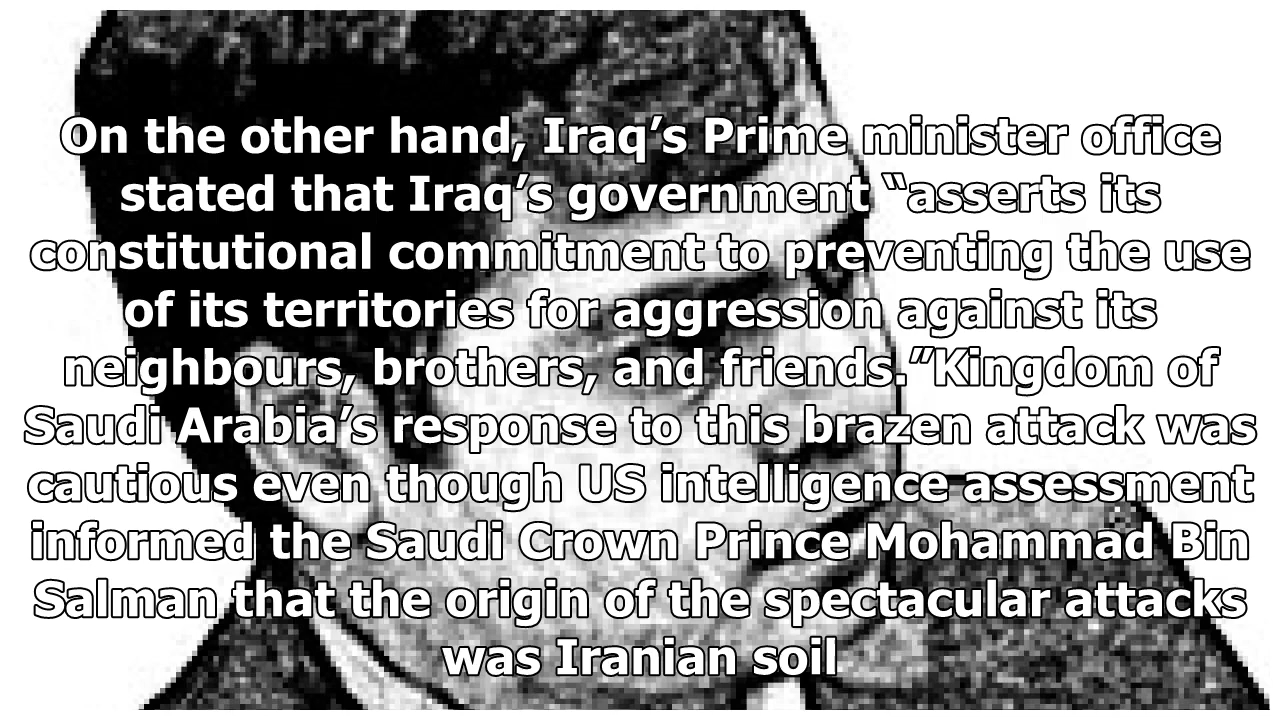 On the other hand, Iraq’s Prime minister office
stated that Iraq’s government “asserts its
constitutional commitment to preventing the use
of its territories for aggression against its
neighbours, brothers, and friends.”Kingdom of
Saudi Arabia’s response to this brazen attack was
cautious even though US intelligence assessment
informed the Saudi Crown Prince Mohammad Bin
Salman that the origin of the spectacular attacks
was Iranian soil